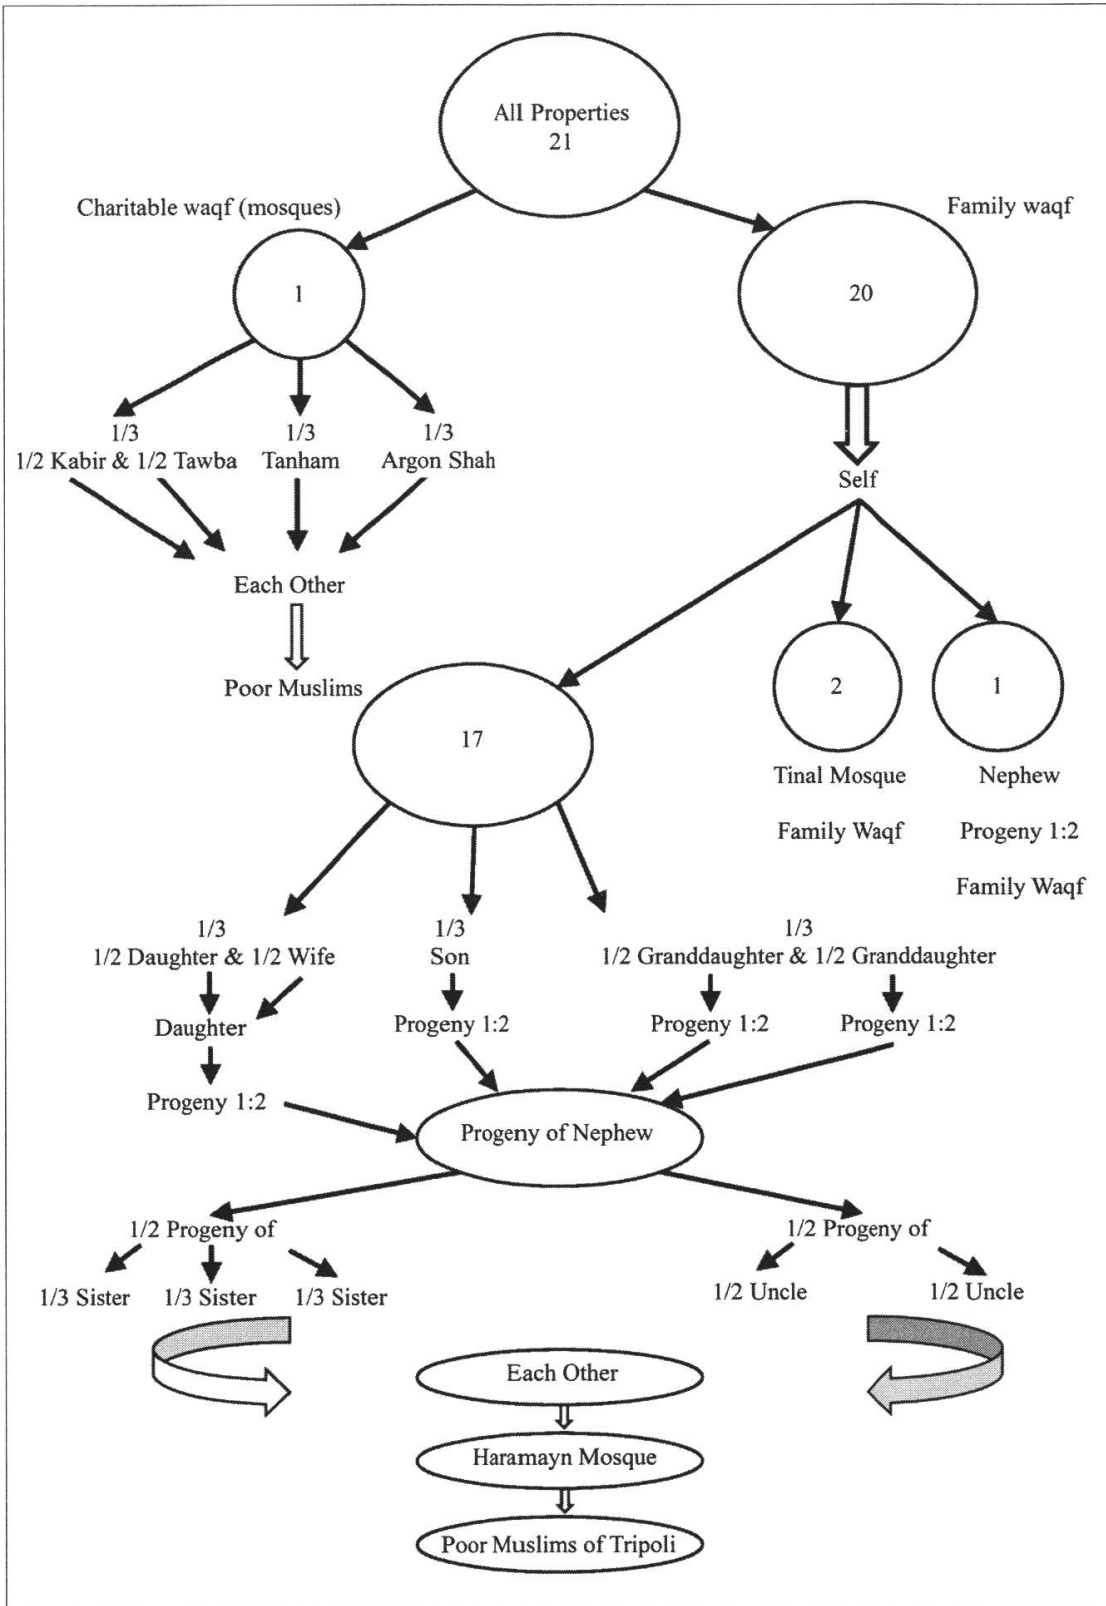 All Properties
21
Charitable waqf (mosques)
Family waqf
1
20
1/3
1/2 Kabir & 1/2 Tawba
1/3
Tanham
1/3
Argon Shah
Self
Each Other
Poor Muslims
17
2
1
Tinal Mosque
Family Waqf
Nephew
Progeny 1:2
Family Waqf
1/3
1/2 Daughter & 1/2 Wife
1/3
Son
1/3
1/2 Granddaughter & 1/2 Granddaughter
Daughter
Progeny 1:2
Progeny 1:2
Progeny 1:2
Progeny 1:2
Progeny of Nephew
1/2 Progeny of
1/2 Progeny of
1/3 Sister
1/3 Sister
1/3 Sister
1/2 Uncle
1/2 Uncle
Each Other
Haramayn Mosque
Poor Muslims of Tripoli